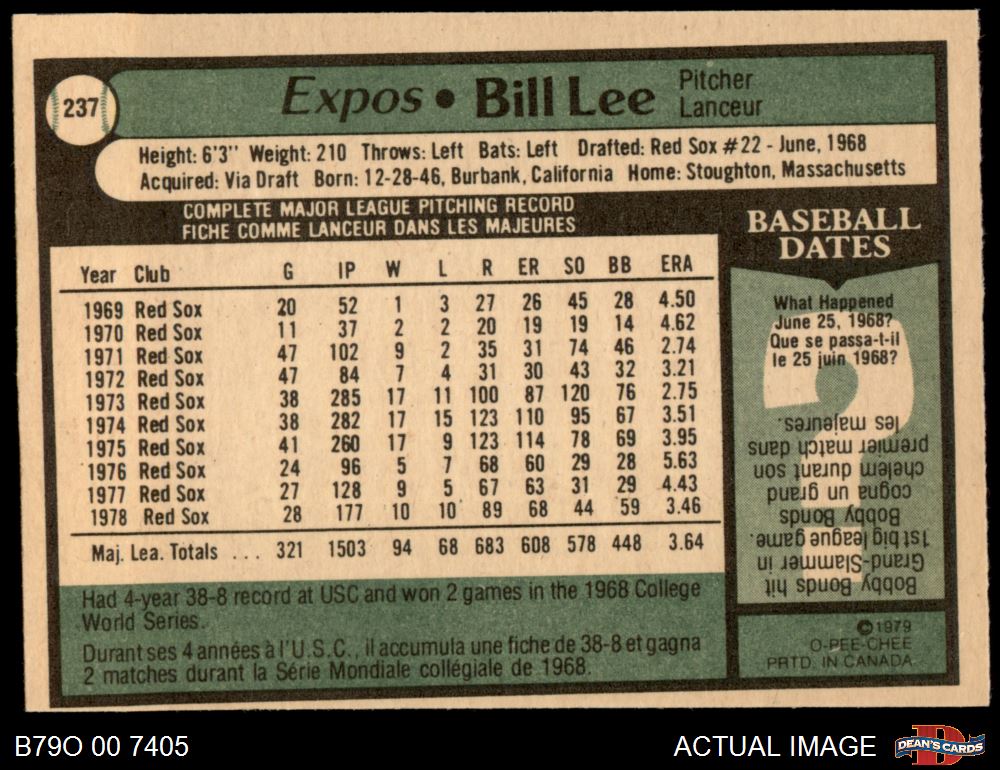 237
Expos • Bill Lee Pitcher
Lanceur
Height: 6'3'' Weight: 210 Throws: Left Bats: Left Drafted: Red Sox #22 - June, 1968
Acquired: Via Draft Born: 12-28-46, Burbank, California Home: Stoughton, Massachusetts
COMPLETE MAJOR LEAGUE PITCHING RECORD
FICHE COMME LANCEUR DANS LES MAJEURES
Year Club G IP W L R ER SO BB ERA
1969 Red Sox 20 52 1 3 27 26 45 28 4.50
1970 Red Sox 11 37 2 2 20 19 19 14 4.62
1971 Red Sox 47 102 9 2 35 31 74 46 2.74
1972 Red Sox 47 84 7 4 31 30 43 32 3.21
1973 Red Sox 38 285 17 11 100 87 120 76 2.75
1974 Red Sox 38 282 17 15 123 110 95 67 3.51
1975 Red Sox 41 260 17 9 123 114 78 69 3.95
1976 Red Sox 24 96 5 7 68 60 29 28 5.63
1977 Red Sox 27 128 9 5 67 63 31 29 4.43
1978 Red Sox 28 177 10 10 89 68 44 59 3.46
Maj. Lea. Totals ... 321 1503 94 68 683 608 578 448 3.64
Had 4-year 38-8 record at USC and won 2 games in the 1968 College
World Series.
Durant ses 4 années à l'U.S.C., il accumula une fiche de 38-8 et gagna
2 matches durant la Série Mondiale collégiale de 1968.
BASEBALL
DATES
What Happened
June 25, 1968?
Que se passa-t-il
le 25 juin 1968?
Bobby Bonds hit
Grand-Slammer in
1st big league game.
Bobby Bonds
cogna un grand
chelem durant son
premier match dans
les majeures.
©1979
O-PEE-CHEE
PRTD. IN CANADA
B79O 00 7405
ACTUAL IMAGE
D
DEAN'S CARDS